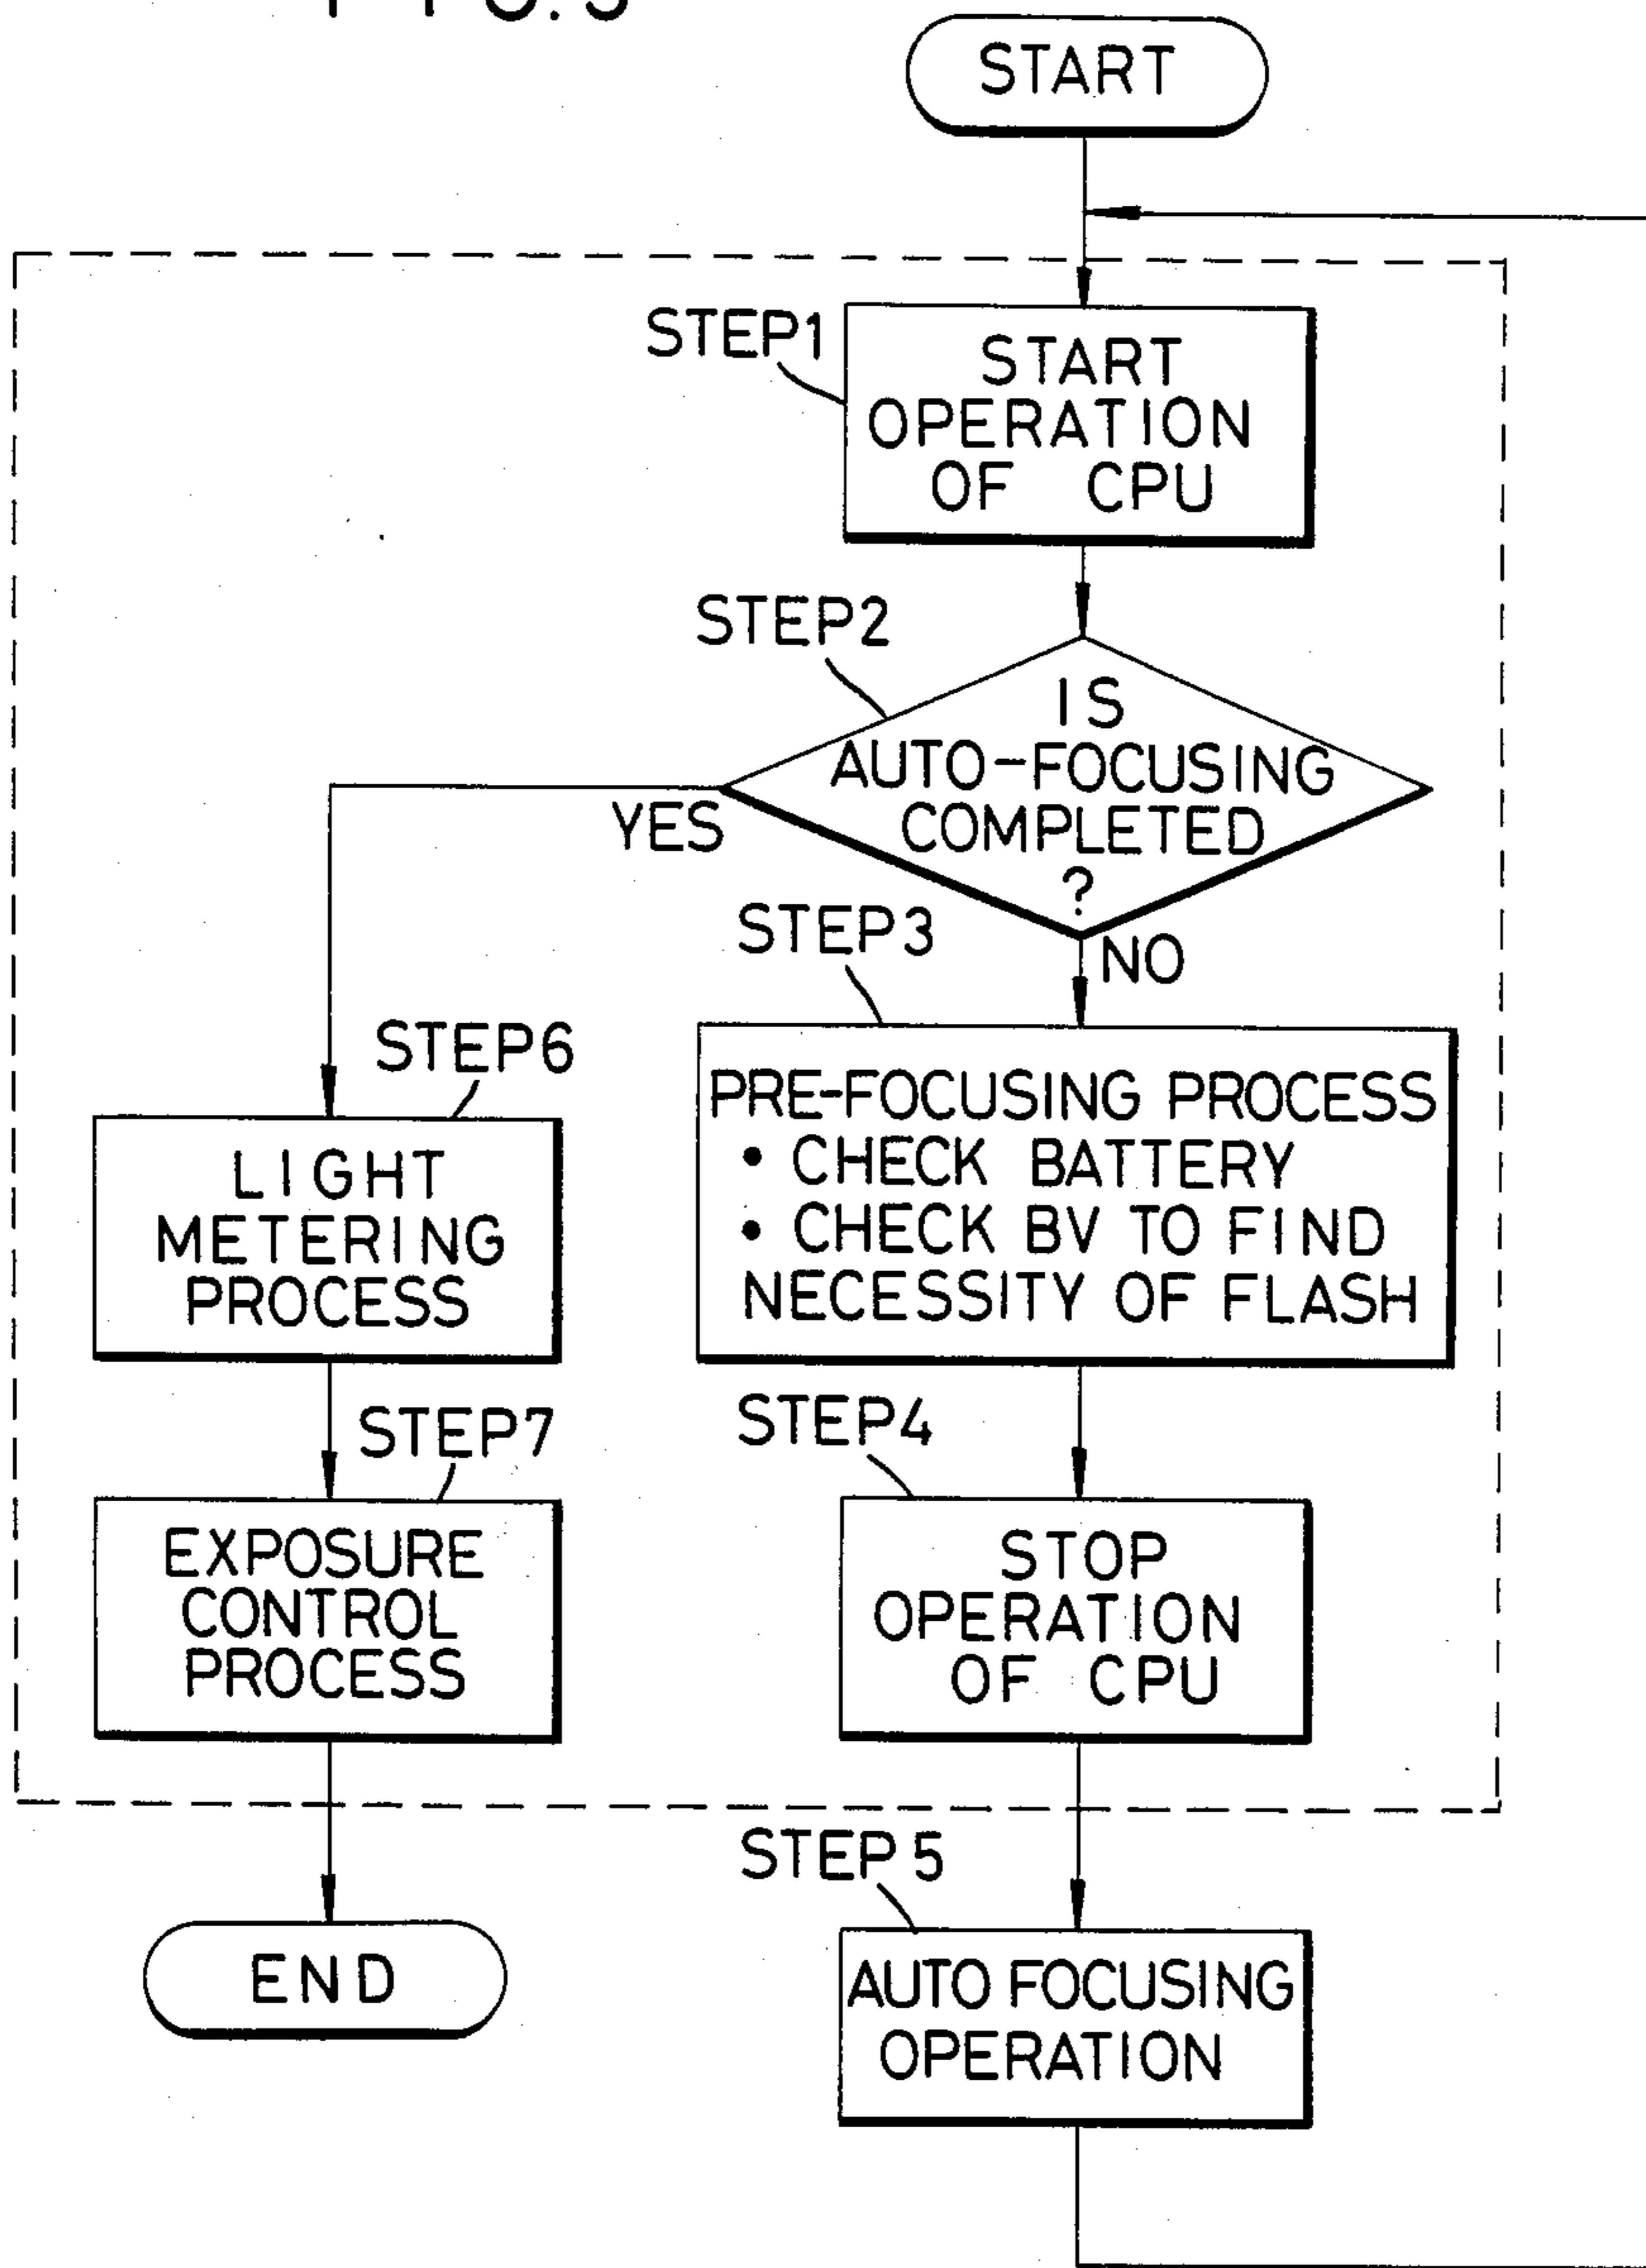 START
STEP1
START
OPERATION
OF CPU
STEP2
IS
AUTO-FOCUSING
COMPLETED
?
YES
NO
STEP3
PRE-FOCUSING PROCESS
• CHECK BATTERY
• CHECK BV TO FIND
NECESSITY OF FLASH
STEP6
LIGHT
METERING
PROCESS
STEP4
STOP
OPERATION
OF CPU
STEP7
EXPOSURE
CONTROL
PROCESS
STEP5
AUTO FOCUSING
OPERATION
END